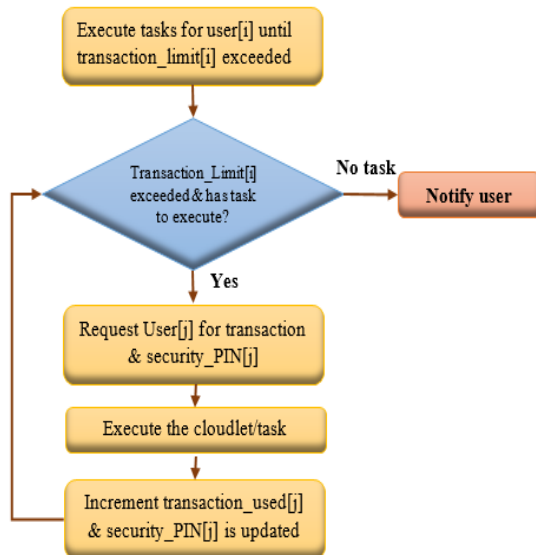 Execute tasks for user[i] until
transaction_limit[i] exceeded
Transaction_Limit[i]
exceeded & has task
to execute?
No task
Notify user
Yes
Request User[j] for transaction
& security_PIN[j]
Execute the cloudlet/task
Increment transaction_used[j]
& security_PIN[j] is updated